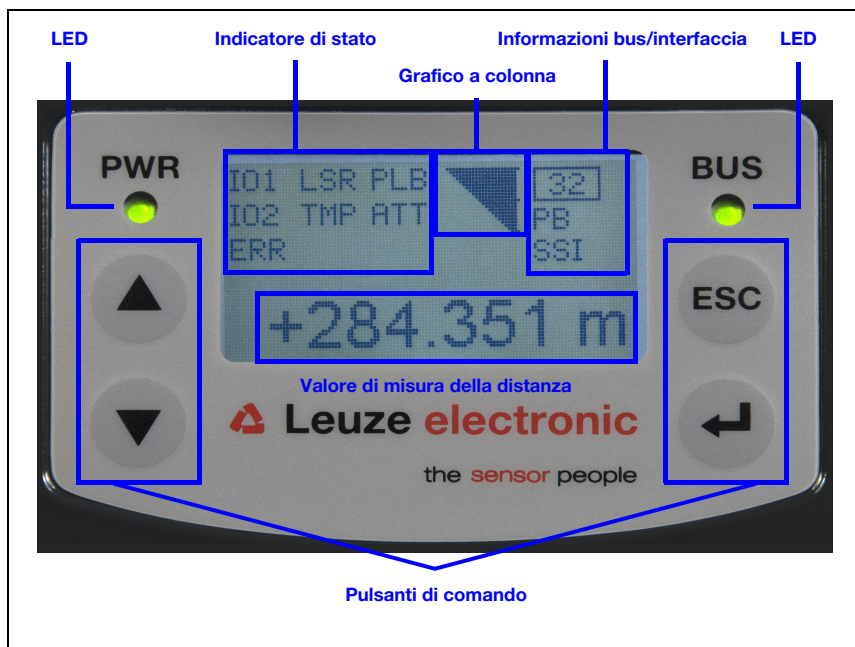 LED Indicatore di stato Informazioni bus/interfaccia LED
Grafico a colonna
PWR
BUS
IO1 LSR PLB
IO2 TMP ATT
ERR
32
PB
SSI
ESC
+284.351 m
Valore di misura della distanza
Leuze electronic
the sensor people
Pulsanti di comando